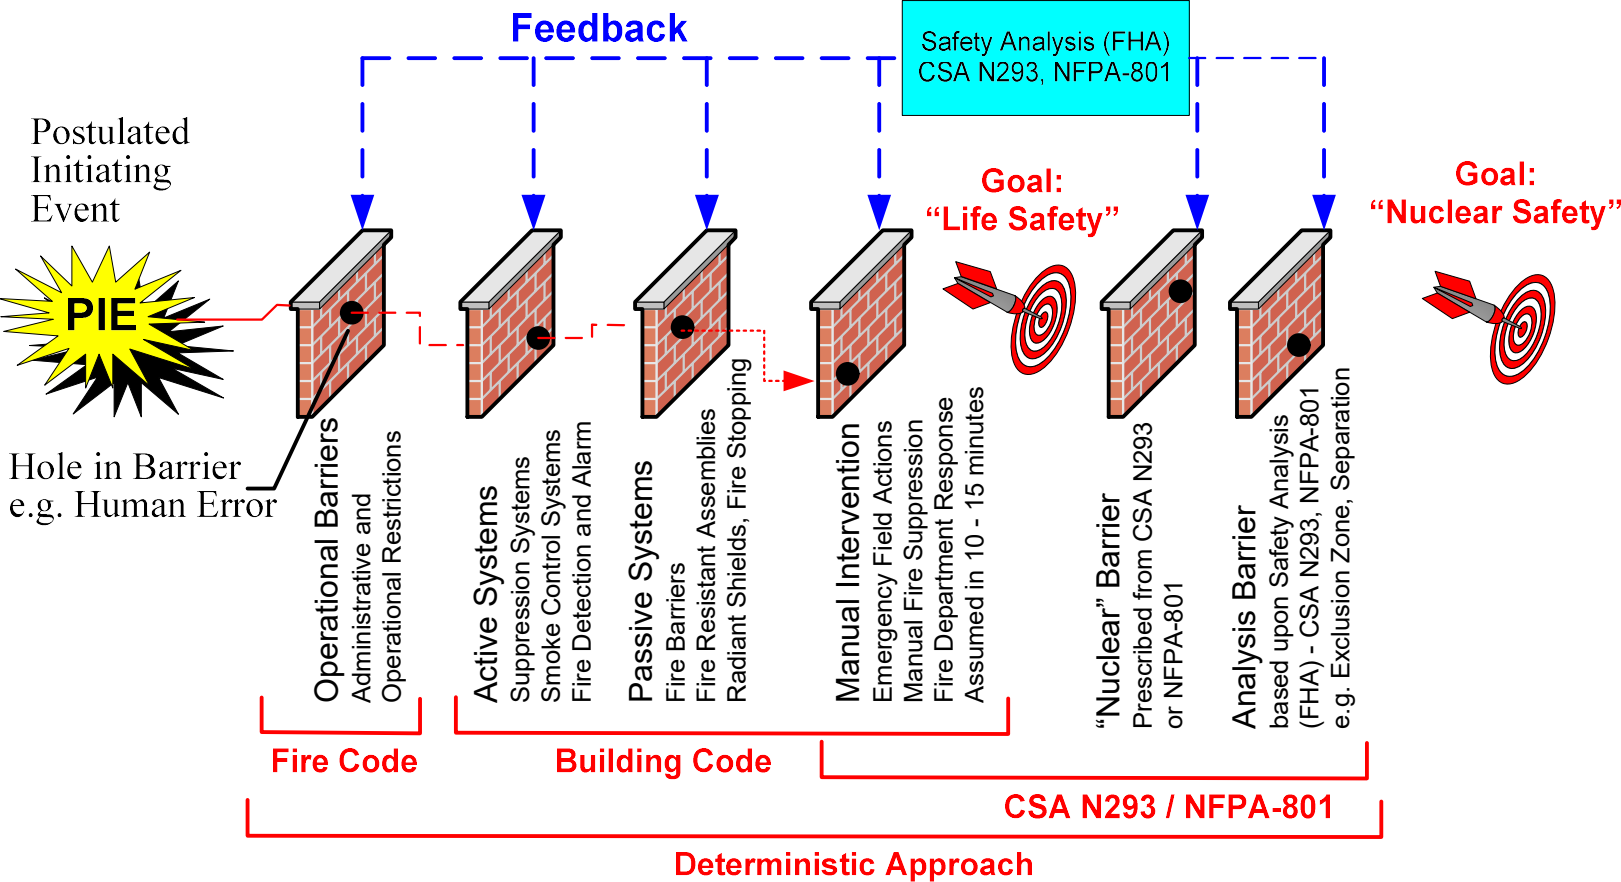 Feedback
Safety Analysis (FHA)
CSA N293, NFPA-801
Postulated
Initiating
Event
PIE
Hole in Barrier
e.g. Human Error
Goal:
“Life Safety”
Goal:
“Nuclear Safety”
Operational Barriers
Administrative and
Operational Restrictions
Active Systems
Suppression Systems
Smoke Control Systems
Fire Detection and Alarm
Passive Systems
Fire Barriers
Fire Resistant Assemblies
Radiant Shields, Fire Stopping
Manual Intervention
Emergency Field Actions
Manual Fire Suppression
Fire Department Response
Assumed in 10 - 15 minutes
“Nuclear” Barrier
Prescribed from CSA N293
or NFPA-801
Analysis Barrier
based upon Safety Analysis
(FHA) - CSA N293, NFPA-801
e.g. Exclusion Zone, Separation
Fire Code
Building Code
CSA N293 / NFPA-801
Deterministic Approach